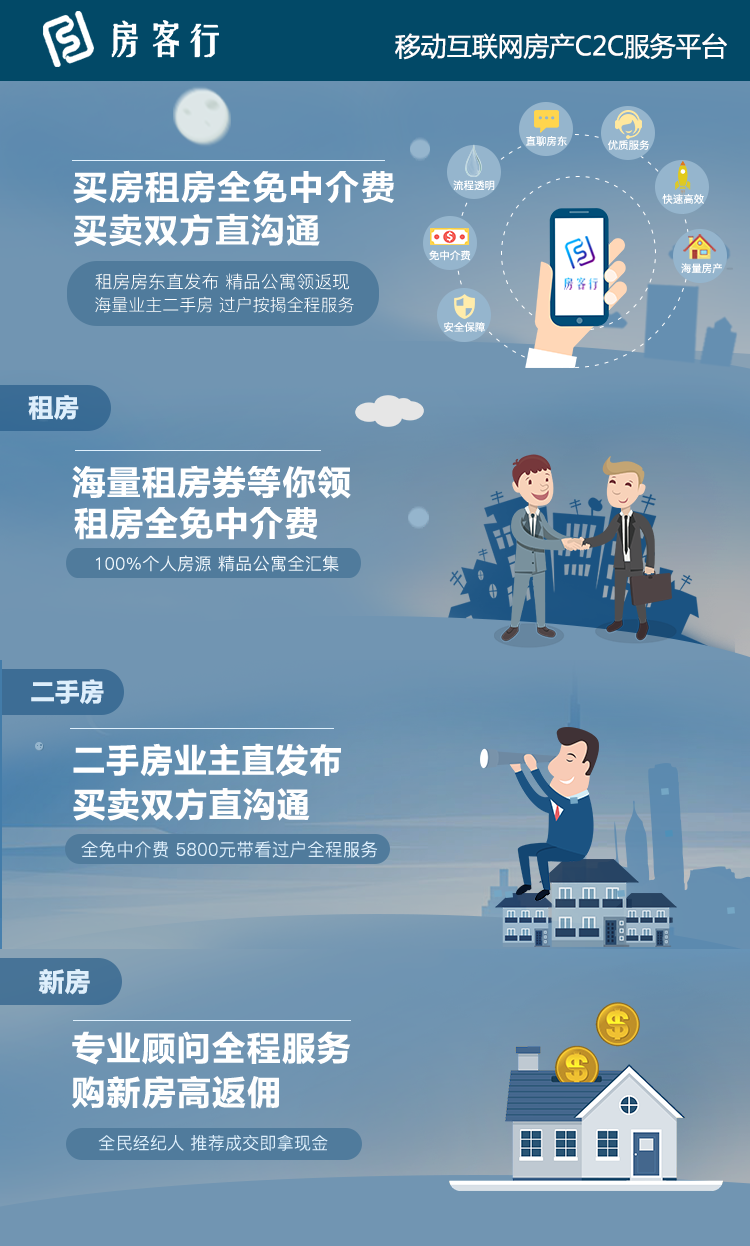 房客行
移动互联网房产C2C服务平台
买房租房全免中介费
买卖双方直沟通
租房房东直发布 精品公寓领返现
海量业主二手房 过户按揭全程服务
直聊房东
优质服务
流程透明
快速高效
免中介费
海量房产
安全保障
房客行
租房
海量租房券等你领
租房全免中介费
100%个人房源 精品公寓全汇集
二手房
二手房业主直发布
买卖双方直沟通
全免中介费 5800元带看过户全程服务
新房
专业顾问全程服务
购新房高返佣
全民经纪人 推荐成交即拿现金